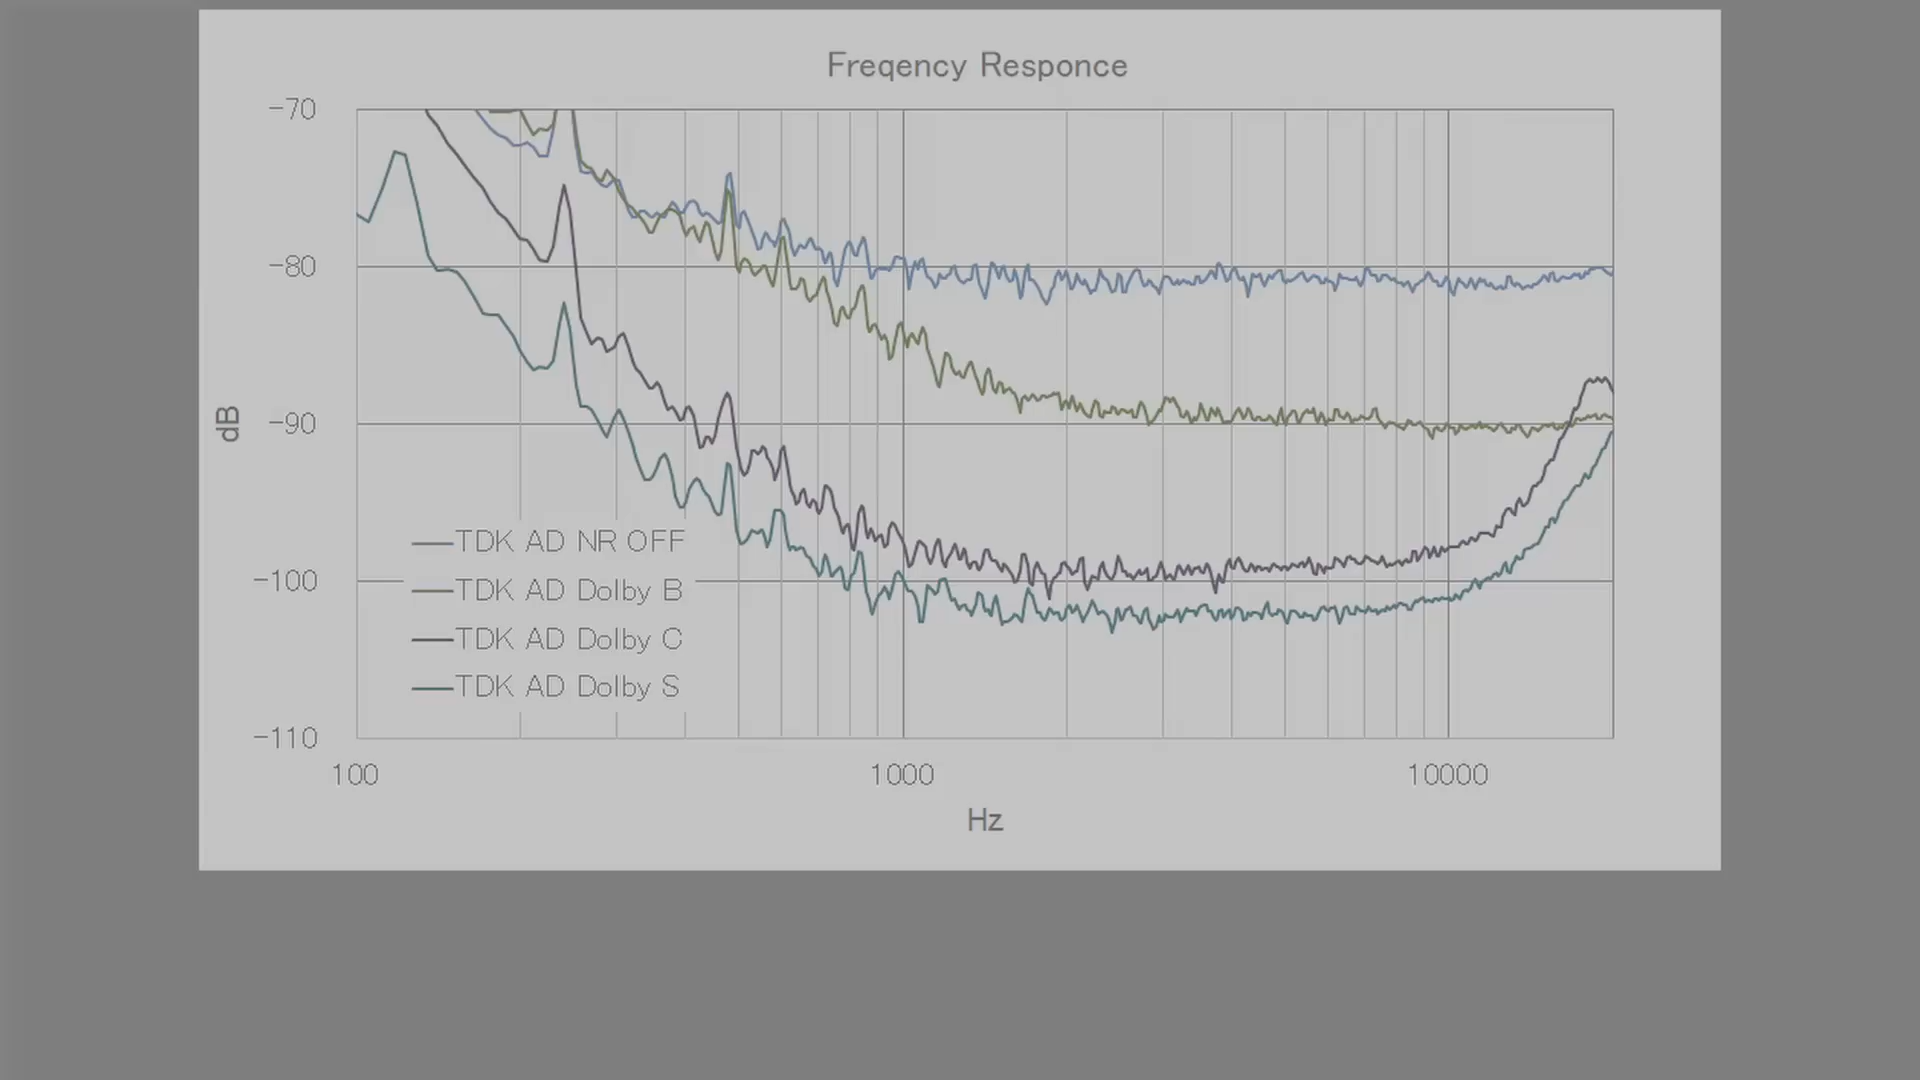 Freqency Responce
-70
-80
-90
-100
-110
dB
TDK AD NR OFF
TDK AD Dolby B
TDK AD Dolby C
TDK AD Dolby S
100 1000 10000
Hz